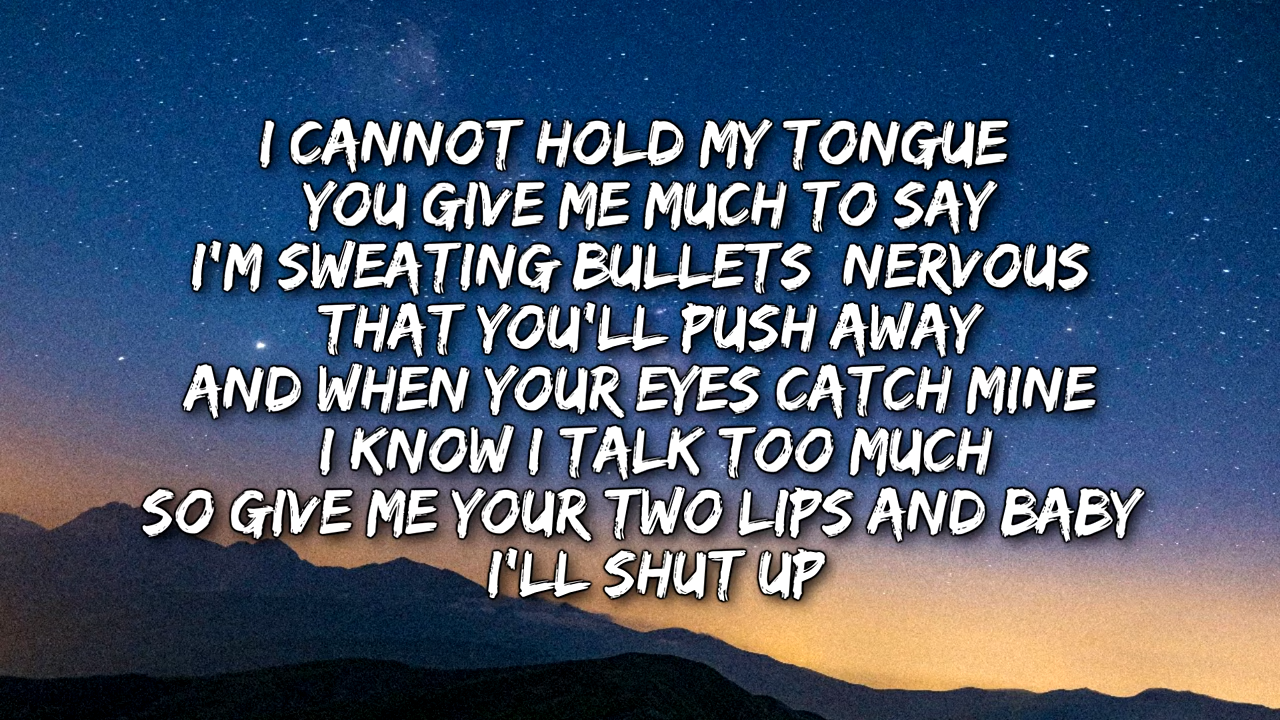 I CANNOT HOLD MY TONGUE
YOU GIVE ME MUCH TO SAY
I'M SWEATING BULLETS NERVOUS
THAT YOU'LL PUSH AWAY
AND WHEN YOUR EYES CATCH MINE
I KNOW I TALK TOO MUCH
SO GIVE ME YOUR TWO LIPS AND BABY
I'LL SHUT UP